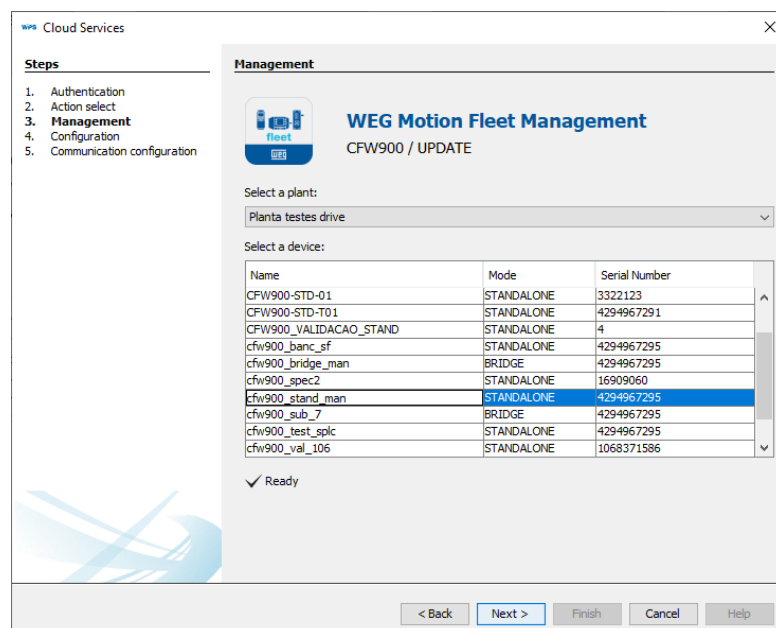 WPS Cloud Services
Steps
1. Authentication
2. Action select
3. Management
4. Configuration
5. Communication configuration
Management
fleet
WEG
WEG Motion Fleet Management
CFW900 / UPDATE
Select a plant:
Planta testes drive
Select a device:
Name Mode Serial Number
CFW900-STD-01 STANDALONE 3322123
CFW900-STD-T01 STANDALONE 4294967291
CFW900_VALIDACAO_STAND STANDALONE 4
cfw900_banc_sf STANDALONE 4294967295
cfw900_bridge_man BRIDGE 4294967295
cfw900_spec2 STANDALONE 16909060
cfw900_stand_man STANDALONE 4294967295
cfw900_sub_7 BRIDGE 4294967295
cfw900_test_splc STANDALONE 4294967295
cfw900_val_106 STANDALONE 1068371586
Ready
< Back Next > Finish Cancel Help